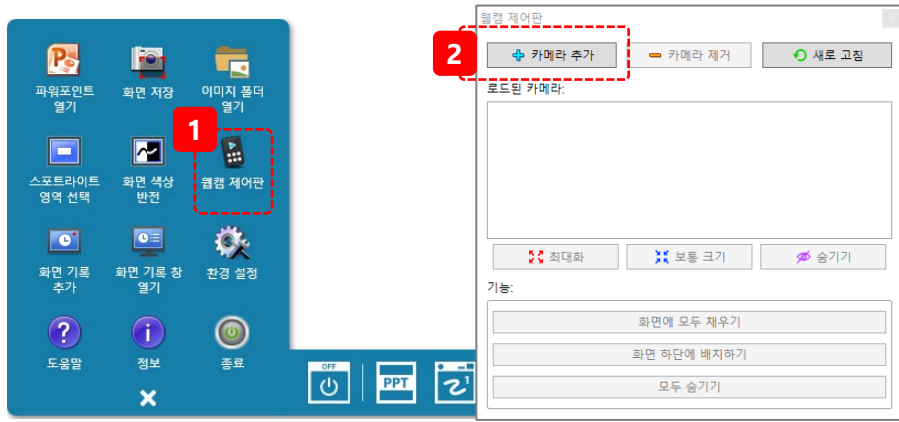 파워포인트
열기
화면 저장
이미지 폴더
열기
1
스포트라이트
영역 선택
화면 색상
반전
웹캠 제어판
화면 기록
추가
화면 기록 창
열기
환경 설정
도움말
정보
종료
OFF
PPT
웹캠 제어판
2
카메라 추가
카메라 제거
새로 고침
로드된 카메라:
최대화
보통 크기
숨기기
기능:
화면에 모두 채우기
화면 하단에 배치하기
모두 숨기기